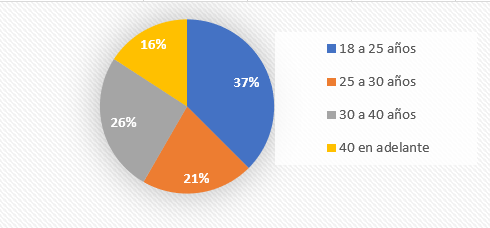 16%
37%
26%
21%
18 a 25 años
25 a 30 años
30 a 40 años
40 en adelante